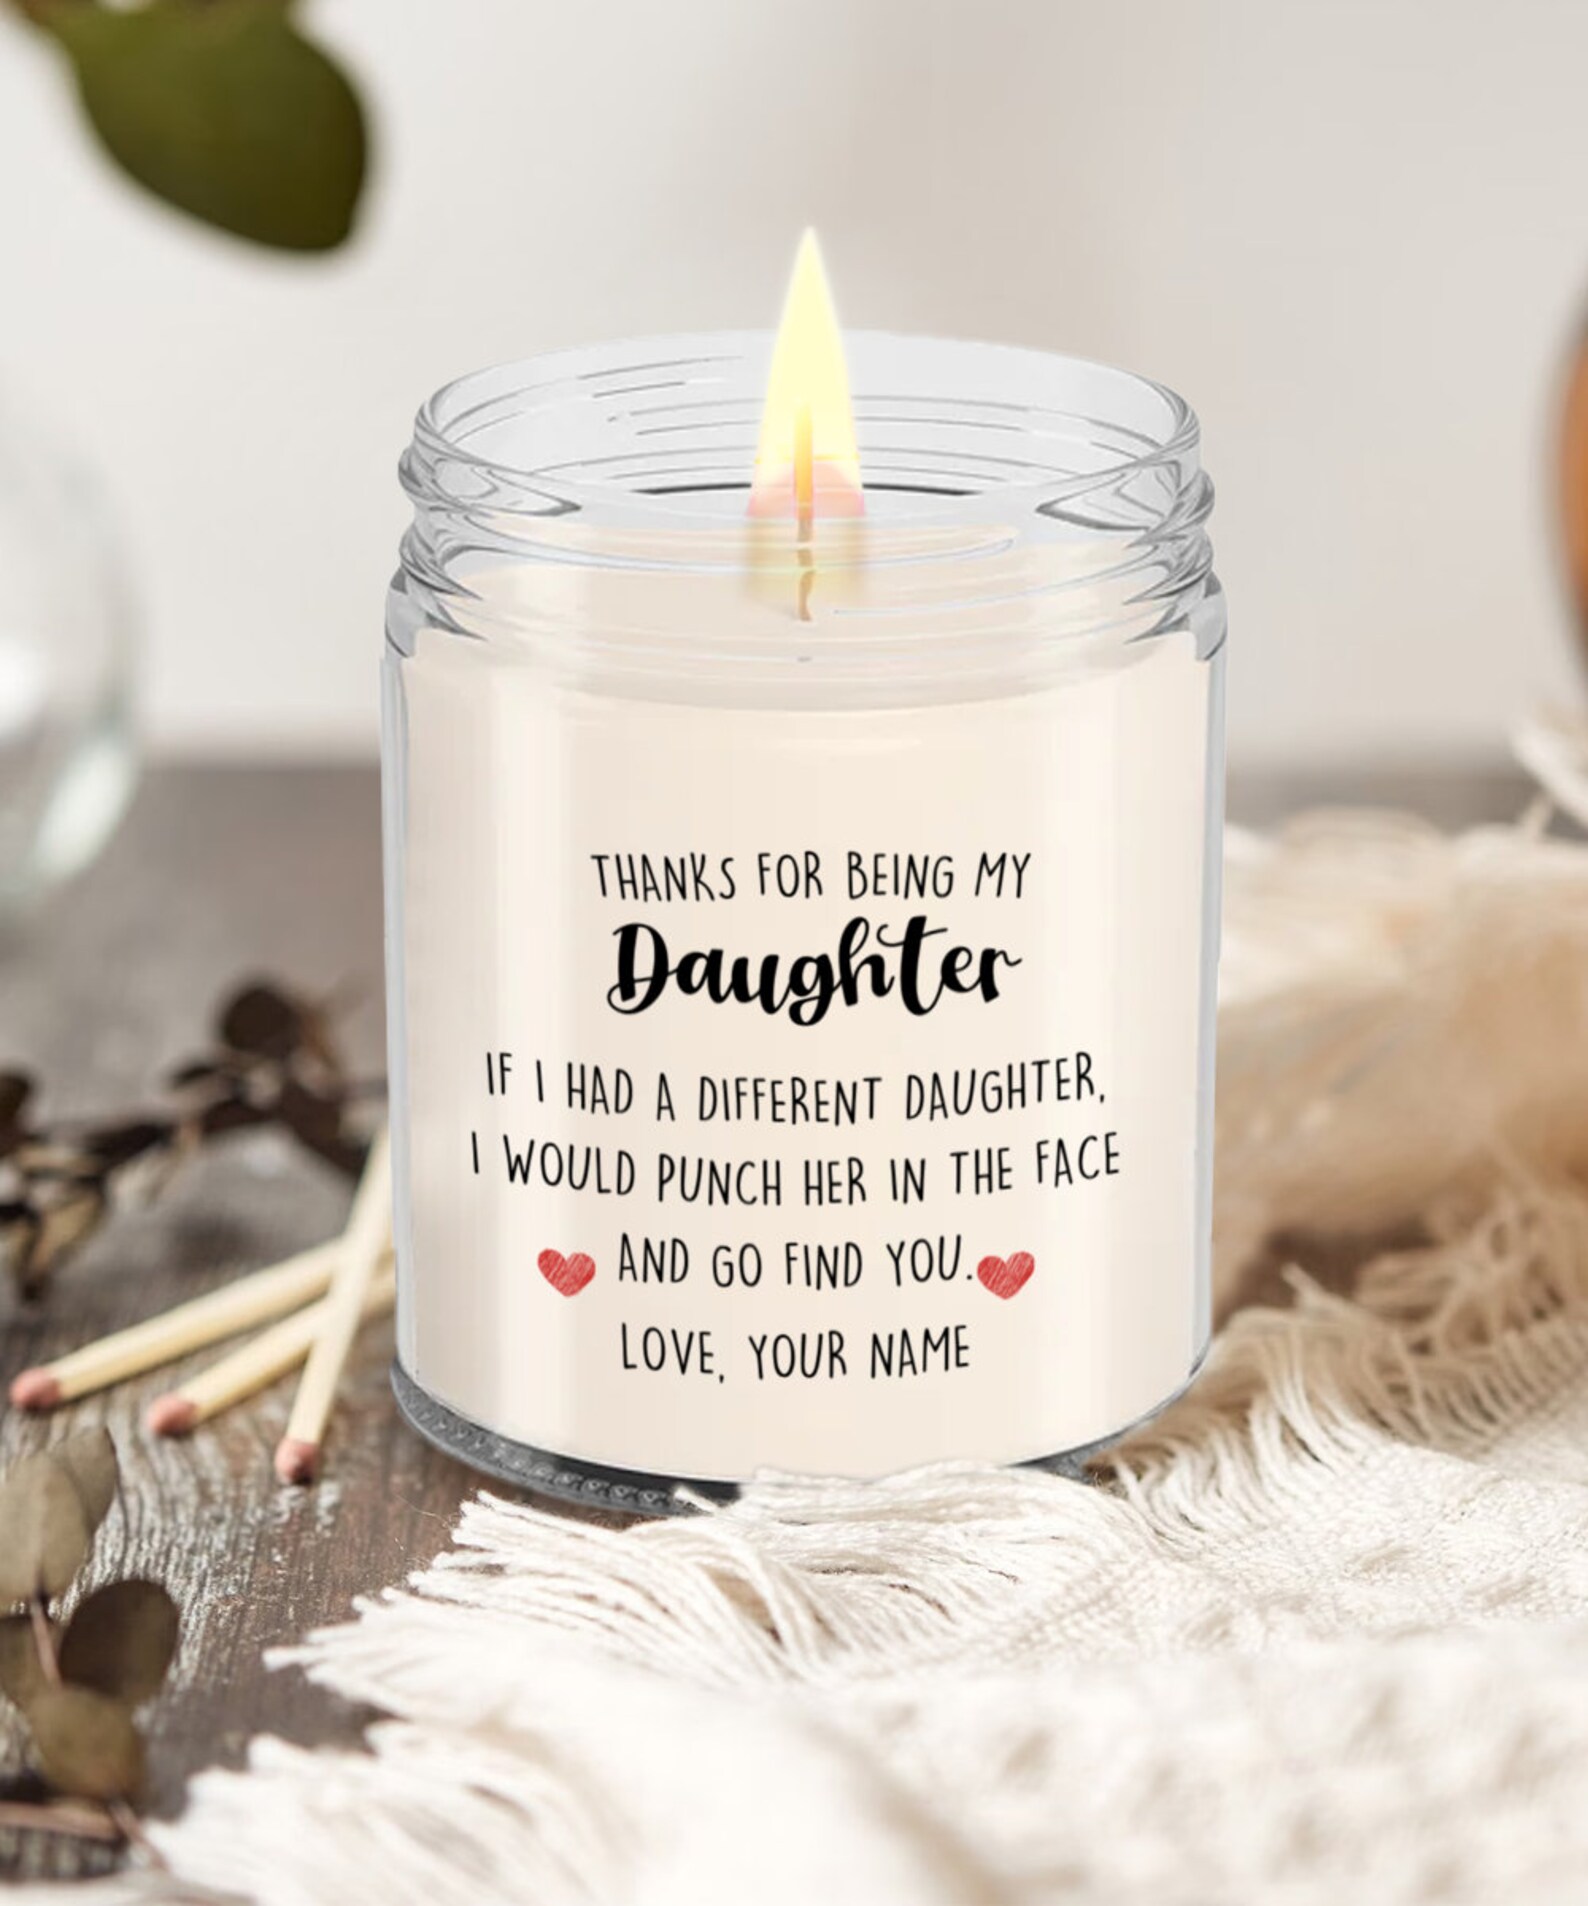 THANKS FOR BEING MY
Daughter
IF I HAD A DIFFERENT DAUGHTER,
I WOULD PUNCH HER IN THE FACE
AND GO FIND YOU.
LOVE, YOUR NAME